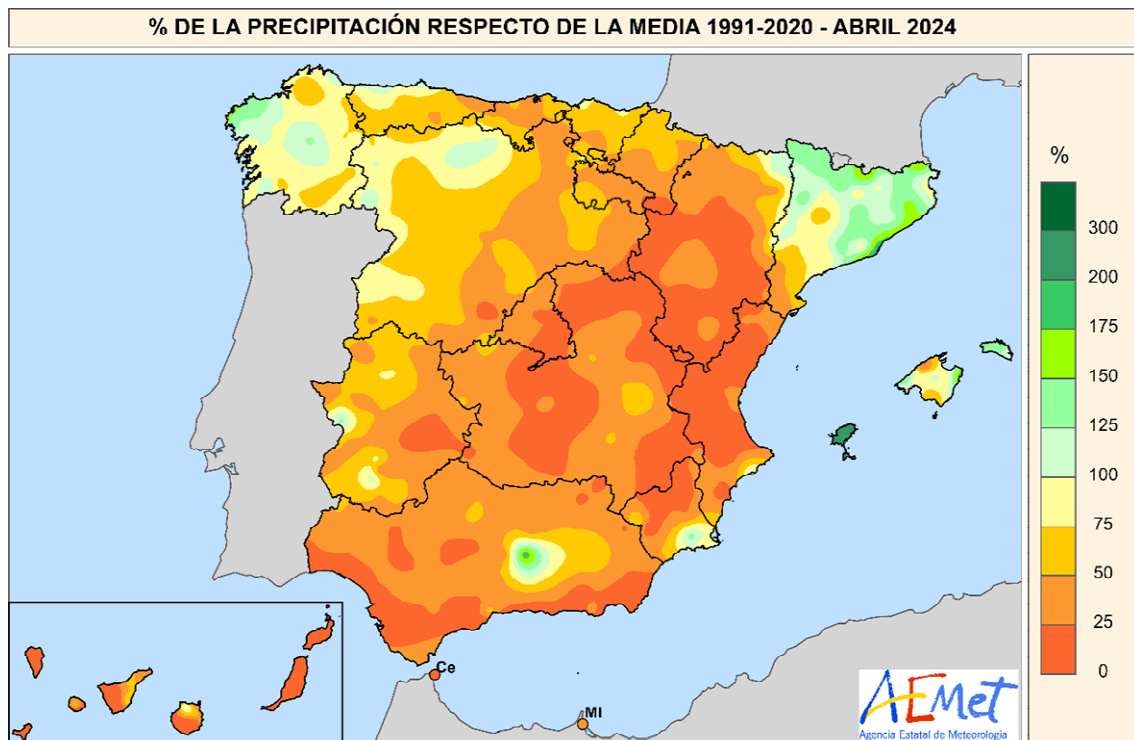 % DE LA PRECIPITACIÓN RESPECTO DE LA MEDIA 1991-2020 - ABRIL 2024
%
300
200
175
150
125
100
75
50
25
0
Ce
Ml
AEMet
Agencia Estatal de Meteorología